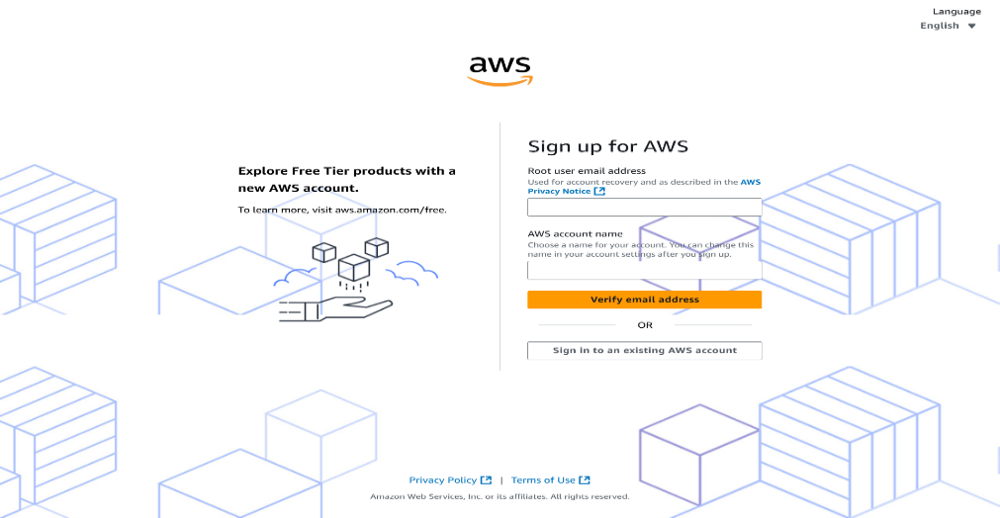 Language
English
aws
Explore Free Tier products with a
new AWS account.
To learn more, visit aws.amazon.com/free.
Sign up for AWS
Root user email address
Used for account recovery and as described in the AWS
Privacy Notice
AWS account name
Choose a name for your account. You can change this
name in your account settings after you sign up.
Verify email address
OR
Sign in to an existing AWS account
Privacy Policy | Terms of Use
Amazon Web Services, Inc. or its affiliates. All rights reserved.